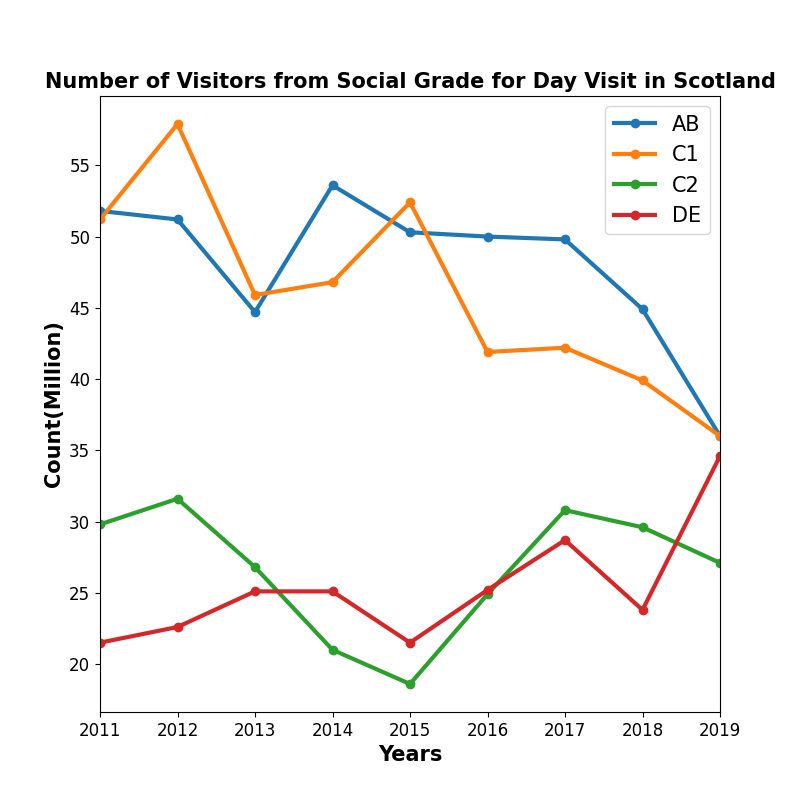 Number of Visitors from Social Grade for Day Visit in Scotland
AB
C1
C2
DE
Count(Million)
55
50
45
40
35
30
25
20
2011 2012 2013 2014 2015 2016 2017 2018 2019
Years